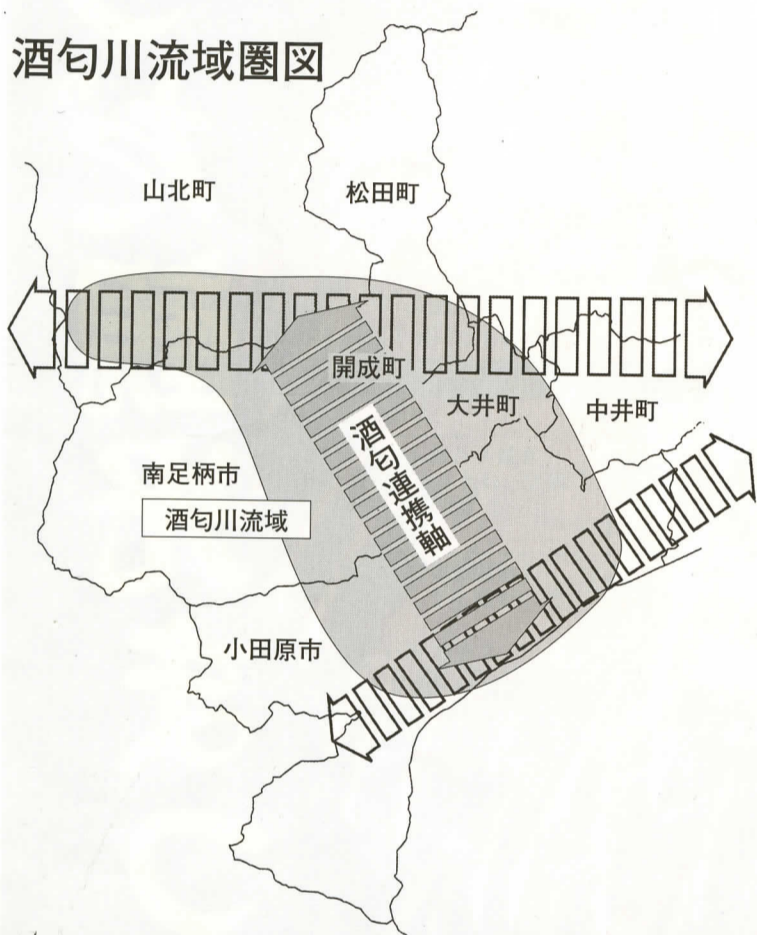 酒匂川流域圏図
山北町
松田町
開成町
大井町
中井町
酒匂連携軸
南足柄市
酒匂川流域
小田原市